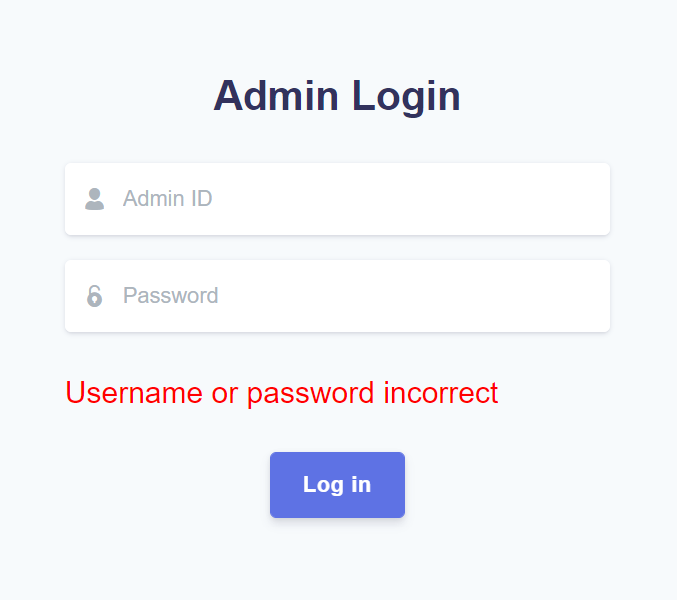 Admin Login
Admin ID
Password
Username or password incorrect
Log in